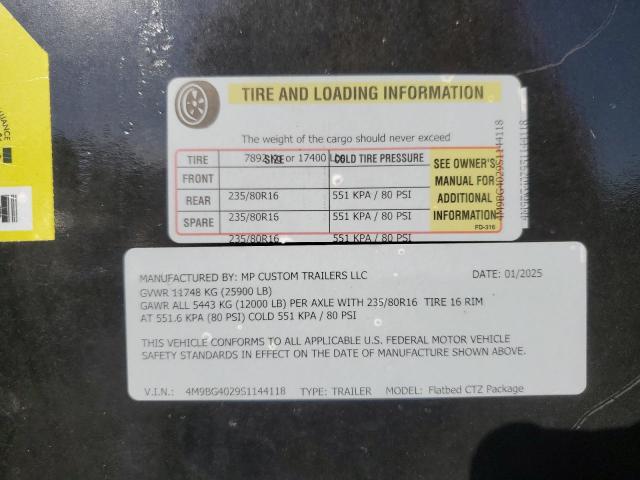 TIRE AND LOADING INFORMATION
The weight of the cargo should never exceed
7892 KG or 17400 LBS
TIRE SIZE COLD TIRE PRESSURE
FRONT
235/80R16 551 KPA / 80 PSI
REAR
235/80R16 551 KPA / 80 PSI
SPARE
235/80R16 551 KPA / 80 PSI
SEE OWNER'S
MANUAL FOR
ADDITIONAL
INFORMATION
FD-316
4M9BG4029S1144118
4M9BG4029S1144118
MANUFACTURED BY: MP CUSTOM TRAILERS LLC DATE: 01/2025
GVWR 11748 KG (25900 LB)
GAWR ALL 5443 KG (12000 LB) PER AXLE WITH 235/80R16 TIRE 16 RIM
AT 551.6 KPA (80 PSI) COLD 551 KPA / 80 PSI
THIS VEHICLE CONFORMS TO ALL APPLICABLE U.S. FEDERAL MOTOR VEHICLE
SAFETY STANDARDS IN EFFECT ON THE DATE OF MANUFACTURE SHOWN ABOVE.
V.I.N.: 4M9BG4029S1144118 TYPE: TRAILER MODEL: Flatbed CTZ Package